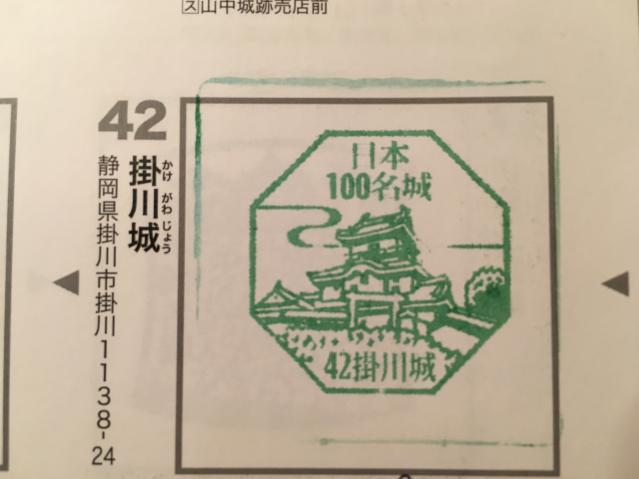 ス山中城跡売店前
42
掛川城
かけがわじょう
静岡県掛川市掛川1138-24
日本
100名城
42掛川城